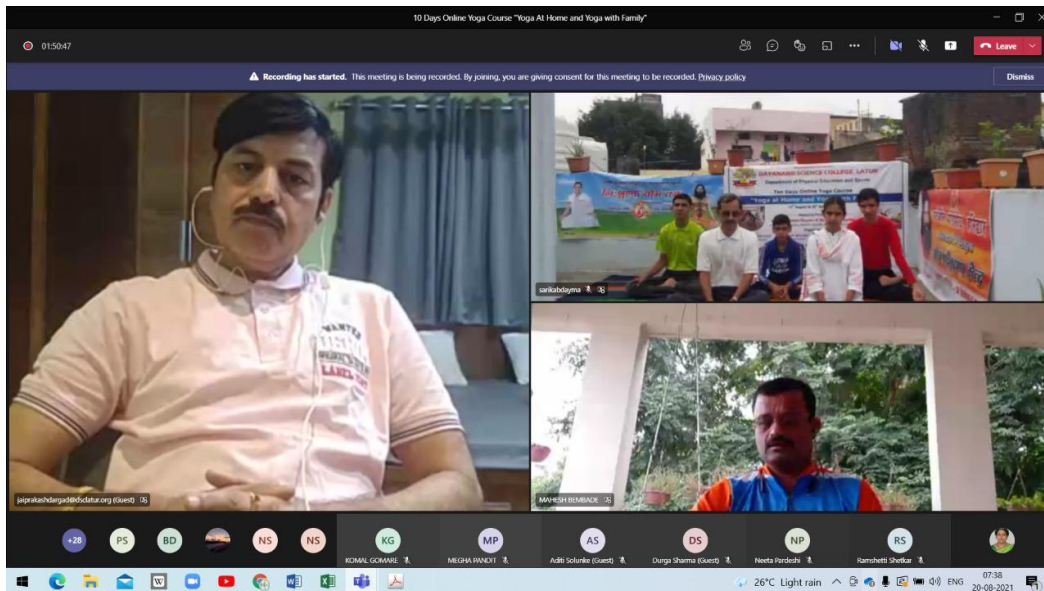 10 Days Online Yoga Course "Yoga At Home and Yoga with Family"
01:50:47
Leave
Recording has started. This meeting is being recorded. By joining, you are giving consent for this meeting to be recorded. Privacy policy
Dismiss
WANTED
LABEL
jaiprakashdargad@dsclatur.org (Guest)
DAYANAND SCIENCE COLLEGE, LATUR
Department of Physical Education and Sports
Ten Days Online Yoga Course
"Yoga at Home and Yoga with
sarikabdayma
MAHESH BEMBADE
+28
PS
BD
NS
NS
KG
KOMAL GOMARE
MP
MEGHA PANDIT
AS
Aditi Solunke (Guest)
DS
Durga Sharma (Guest)
NP
Neeta Pardeshi
RS
Ramshetti Shetkar
W
26°C Light rain
ENG
07:38
20-08-2021
1